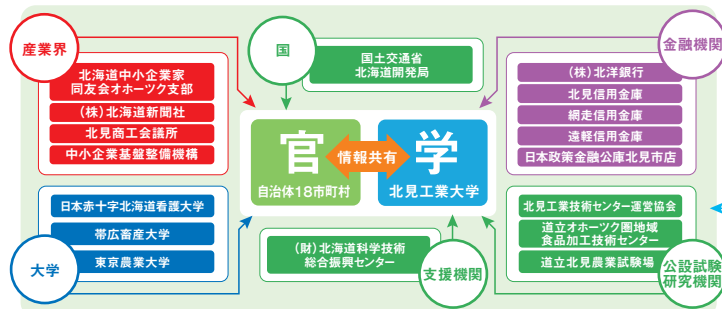 産業界
北海道中小企業家
同友会オホーツク支部
(株)北海道新聞社
北見商工会議所
中小企業基盤整備機構
国
国土交通省
北海道開発局
金融機関
(株)北洋銀行
北見信用金庫
網走信用金庫
遠軽信用金庫
日本政策金融公庫北見市店
官
自治体18市町村
情報共有
学
北見工業大学
日本赤十字北海道看護大学
帯広畜産大学
東京農業大学
大学
(財)北海道科学技術
総合振興センター
支援機関
北見工業技術センター運営協会
道立オホーツク圏地域
食品加工技術センター
道立北見農業試験場
公設試験
研究機関